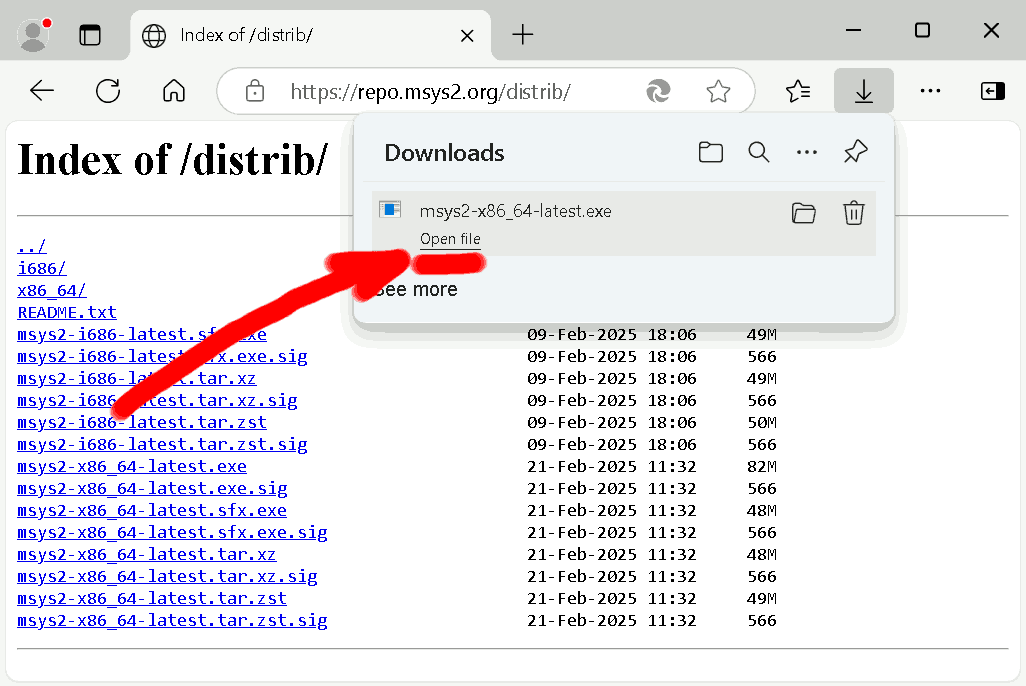 Index of /distrib/
https://repo.msys2.org/distrib/
Index of /distrib/
Downloads
msys2-x86_64-latest.exe
Open file
See more
../
i686/
x86_64/
README.txt
msys2-i686-latest.sfx.exe 09-Feb-2025 18:06 49M
msys2-i686-latest.sfx.exe.sig 09-Feb-2025 18:06 566
msys2-i686-latest.tar.xz 09-Feb-2025 18:06 49M
msys2-i686-latest.tar.xz.sig 09-Feb-2025 18:06 566
msys2-i686-latest.tar.zst 09-Feb-2025 18:06 50M
msys2-i686-latest.tar.zst.sig 09-Feb-2025 18:06 566
msys2-x86_64-latest.exe 21-Feb-2025 11:32 82M
msys2-x86_64-latest.exe.sig 21-Feb-2025 11:32 566
msys2-x86_64-latest.sfx.exe 21-Feb-2025 11:32 48M
msys2-x86_64-latest.sfx.exe.sig 21-Feb-2025 11:32 566
msys2-x86_64-latest.tar.xz 21-Feb-2025 11:32 48M
msys2-x86_64-latest.tar.xz.sig 21-Feb-2025 11:32 566
msys2-x86_64-latest.tar.zst 21-Feb-2025 11:32 49M
msys2-x86_64-latest.tar.zst.sig 21-Feb-2025 11:32 566